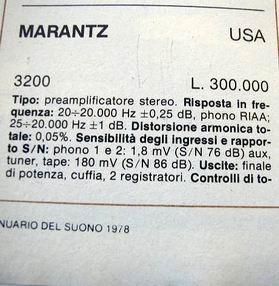 MARANTZ USA
3200 L. 300.000
Tipo: preamplificatore stereo. Risposta in fre-
quenza: 20÷20.000 Hz ±0,25 dB, phono RIAA;
25÷20.000 Hz ±1 dB. Distorsione armonica to-
tale: 0,05%. Sensibilità degli ingressi e rappor-
to S/N: phono 1 e 2: 1,8 mV (S/N 76 dB) aux,
tuner, tape: 180 mV (S/N 86 dB). Uscite: finale
di potenza, cuffia, 2 registratori. Controlli di to-
NUARIO DEL SUONO 1978